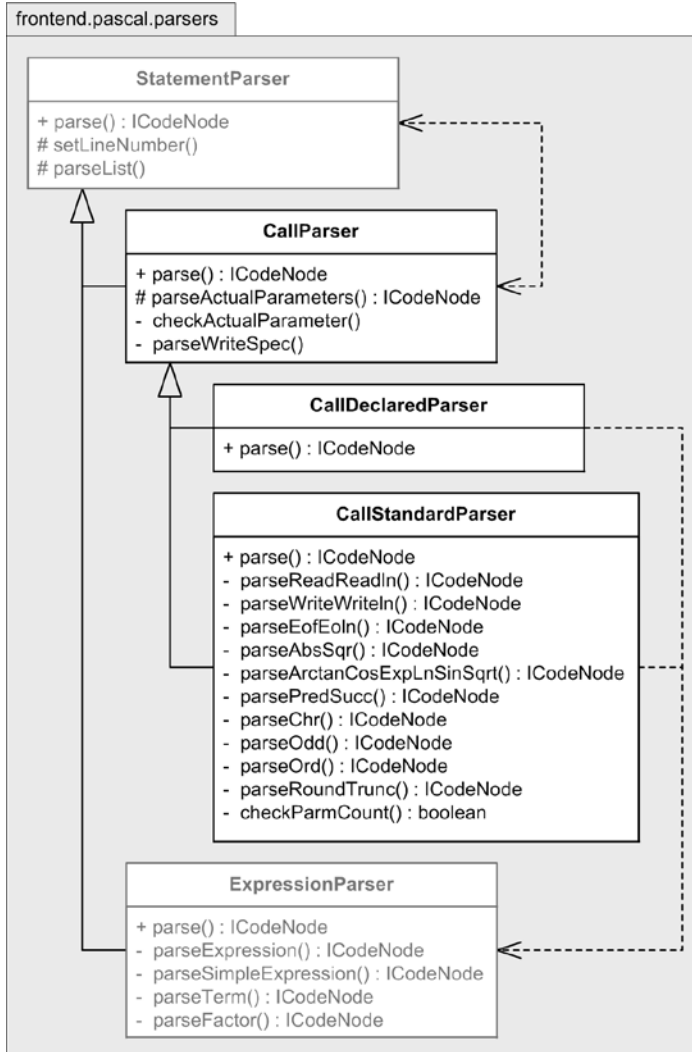 frontend.pascal.parsers
StatementParser
+ parse() : ICodeNode
# setLineNumber()
# parseList()
CallParser
+ parse() : ICodeNode
# parseActualParameters() : ICodeNode
- checkActualParameter()
- parseWriteSpec()
CallDeclaredParser
+ parse() : ICodeNode
CallStandardParser
+ parse() : ICodeNode
- parseReadReadln() : ICodeNode
- parseWriteWriteln() : ICodeNode
- parseEofEoln() : ICodeNode
- parseAbsSqr() : ICodeNode
- parseArctanCosExpLnSinSqrt() : ICodeNode
- parsePredSucc() : ICodeNode
- parseChr() : ICodeNode
- parseOdd() : ICodeNode
- parseOrd() : ICodeNode
- parseRoundTrunc() : ICodeNode
- checkParmCount() : boolean
ExpressionParser
+ parse() : ICodeNode
- parseExpression() : ICodeNode
- parseSimpleExpression() : ICodeNode
- parseTerm() : ICodeNode
- parseFactor() : ICodeNode